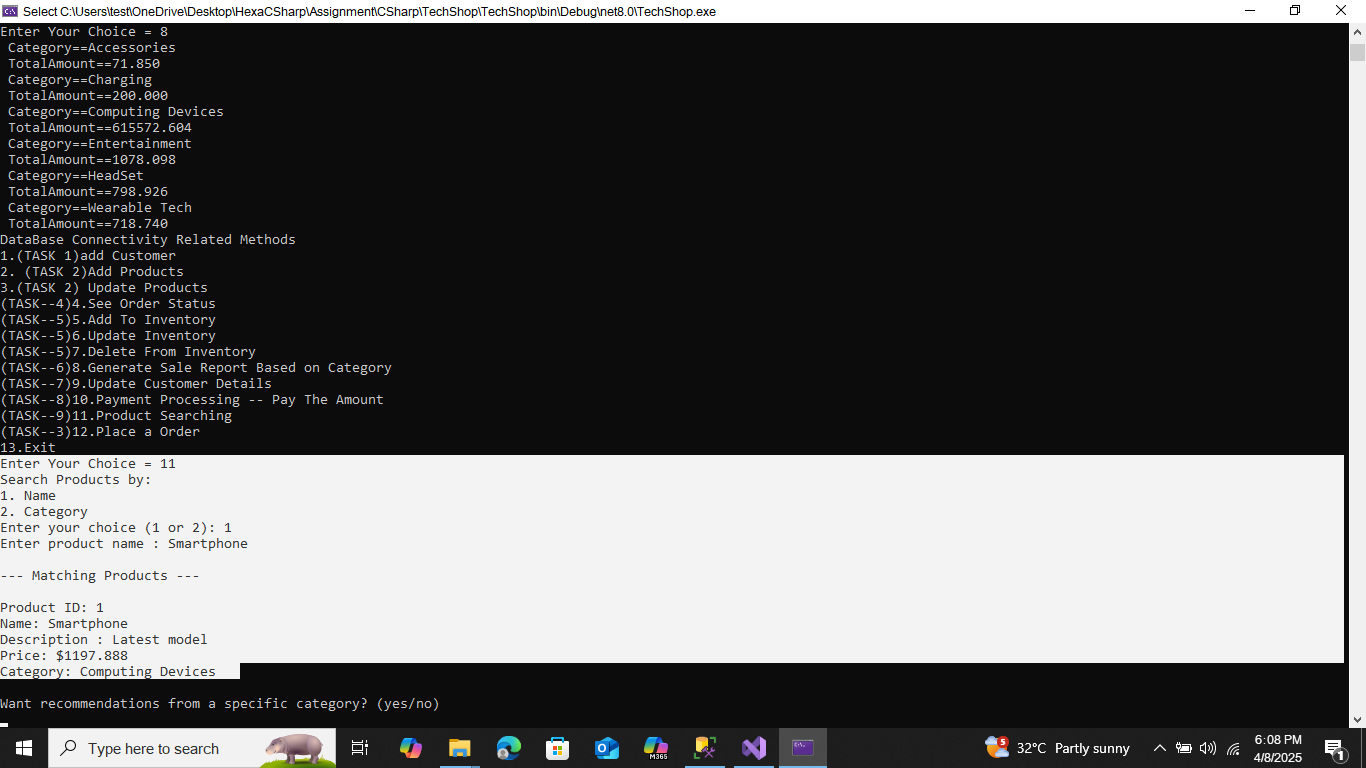 Select C:\Users\test\OneDrive\Desktop\HexaCSharp\Assignment\CSharp\TechShop\TechShop\bin\Debug\net8.0\TechShop.exe
Enter Your Choice = 8
Category==Accessories
TotalAmount==71.850
Category==Charging
TotalAmount==200.000
Category==Computing Devices
TotalAmount==615572.604
Category==Entertainment
TotalAmount==1078.098
Category==HeadSet
TotalAmount==798.926
Category==Wearable Tech
TotalAmount==718.740
DataBase Connectivity Related Methods
1.(TASK 1)add Customer
2. (TASK 2)Add Products
3.(TASK 2) Update Products
(TASK--4)4.See Order Status
(TASK--5)5.Add To Inventory
(TASK--5)6.Update Inventory
(TASK--5)7.Delete From Inventory
(TASK--6)8.Generate Sale Report Based on Category
(TASK--7)9.Update Customer Details
(TASK--8)10.Payment Processing -- Pay The Amount
(TASK--9)11.Product Searching
(TASK--3)12.Place a Order
13.Exit
Enter Your Choice = 11
Search Products by:
1. Name
2. Category
Enter your choice (1 or 2): 1
Enter product name : Smartphone
--- Matching Products ---
Product ID: 1
Name: Smartphone
Description : Latest model
Price: $1197.888
Category: Computing Devices
Want recommendations from a specific category? (yes/no)
Type here to search
M365
5
32°C Partly sunny
6:08 PM
4/8/2025
1